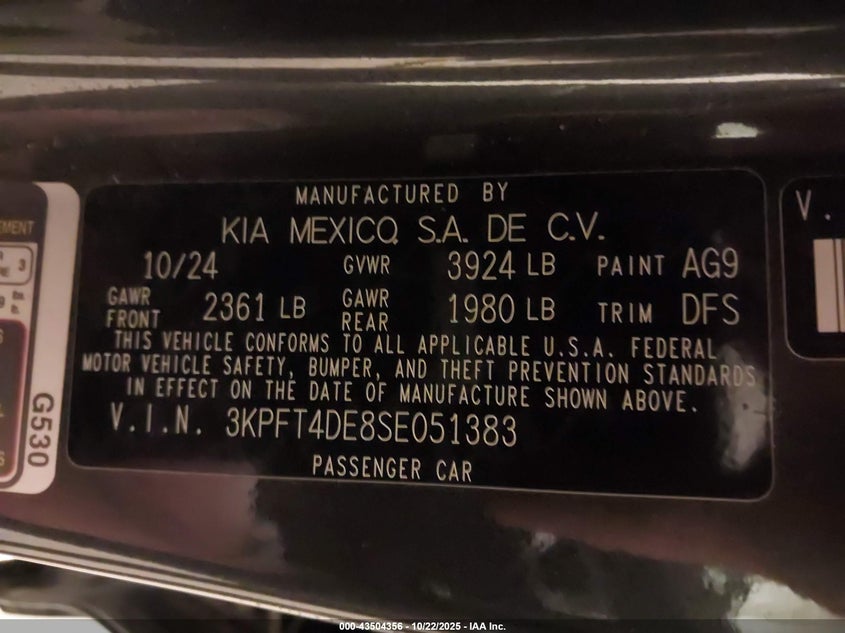 MANUFACTURED BY
KIA MEXICO, S.A. DE C.V.
10/24 GVWR 3924 LB PAINT AG9
GAWR FRONT 2361 LB GAWR REAR 1980 LB TRIM DFS
THIS VEHICLE CONFORMS TO ALL APPLICABLE U.S.A. FEDERAL
MOTOR VEHICLE SAFETY, BUMPER, AND THEFT PREVENTION STANDARDS
IN EFFECT ON THE DATE OF MANUFACTURE SHOWN ABOVE.
V.I.N. 3KPFT4DE8SE051383
PASSENGER CAR
G530
V.
000-43504356 - 10/22/2025 - IAA Inc.